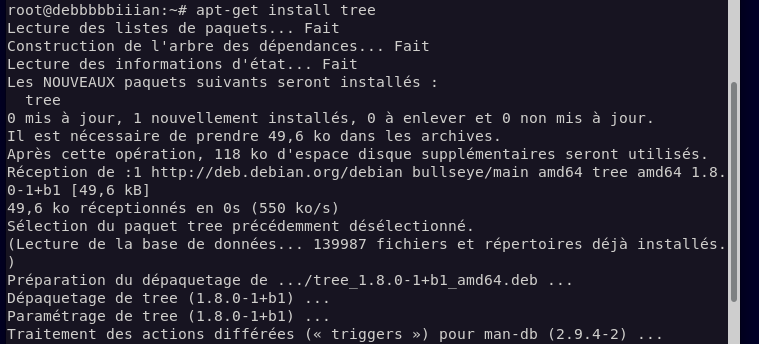 root@debbbbbiiian:~# apt-get install tree
Lecture des listes de paquets... Fait
Construction de l'arbre des dépendances... Fait
Lecture des informations d'état... Fait
Les NOUVEAUX paquets suivants seront installés :
  tree
0 mis à jour, 1 nouvellement installés, 0 à enlever et 0 non mis à jour.
Il est nécessaire de prendre 49,6 ko dans les archives.
Après cette opération, 118 ko d'espace disque supplémentaires seront utilisés.
Réception de :1 http://deb.debian.org/debian bullseye/main amd64 tree amd64 1.8.
0-1+b1 [49,6 kB]
49,6 ko réceptionnés en 0s (550 ko/s)
Sélection du paquet tree précédemment désélectionné.
(Lecture de la base de données... 139987 fichiers et répertoires déjà installés.
)
Préparation du dépaquetage de .../tree_1.8.0-1+b1_amd64.deb ...
Dépaquetage de tree (1.8.0-1+b1) ...
Paramétrage de tree (1.8.0-1+b1) ...
Traitement des actions différées (« triggers ») pour man-db (2.9.4-2) ...